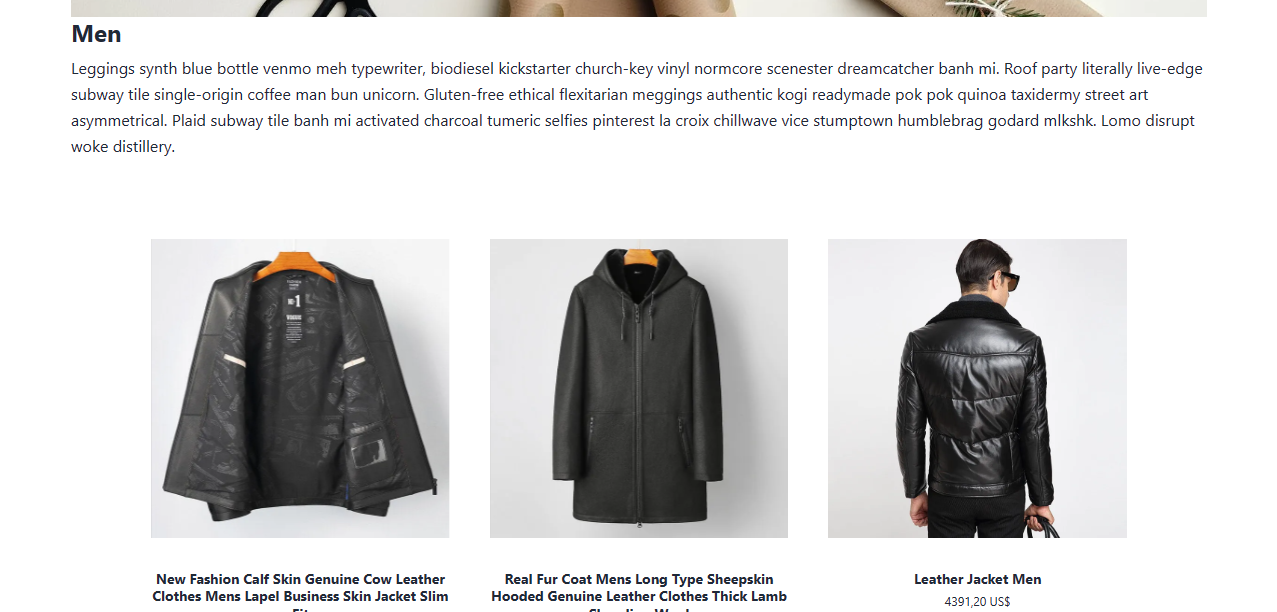 Men
Leggings synth blue bottle venmo meh typewriter, biodiesel kickstarter church-key vinyl normcore scenester dreamcatcher banh mi. Roof party literally live-edge
subway tile single-origin coffee man bun unicorn. Gluten-free ethical flexitarian meggings authentic kogi readymade pok pok quinoa taxidermy street art
asymmetrical. Plaid subway tile banh mi activated charcoal tumeric selfies pinterest la croix chillwave vice stumptown humblebrag godard mlkshk. Lomo disrupt
woke distillery.
New Fashion Calf Skin Genuine Cow Leather
Clothes Mens Lapel Business Skin Jacket Slim
Real Fur Coat Mens Long Type Sheepskin
Hooded Genuine Leather Clothes Thick Lamb
Leather Jacket Men
4391,20 US$